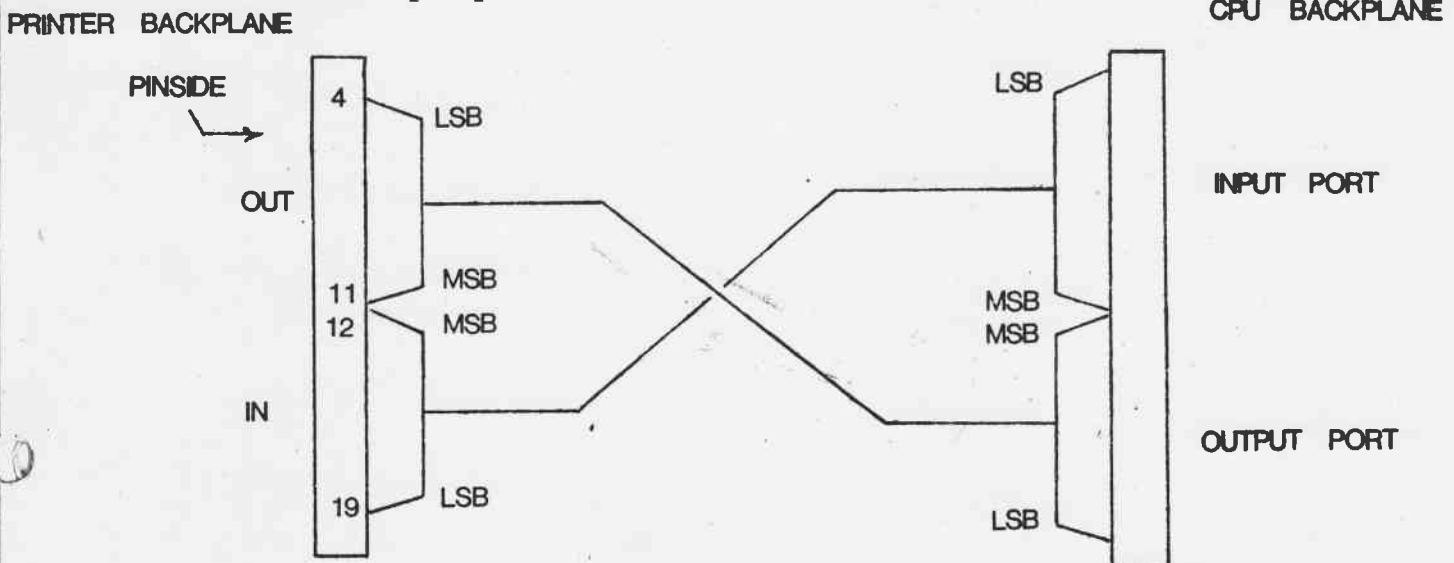 PRINTER BACKPLANE
CPU BACKPLANE
PINSIDE
4
LSB
LSB
OUT
INPUT PORT
11
MSB
MSB
12
MSB
MSB
IN
OUTPUT PORT
19
LSB
LSB